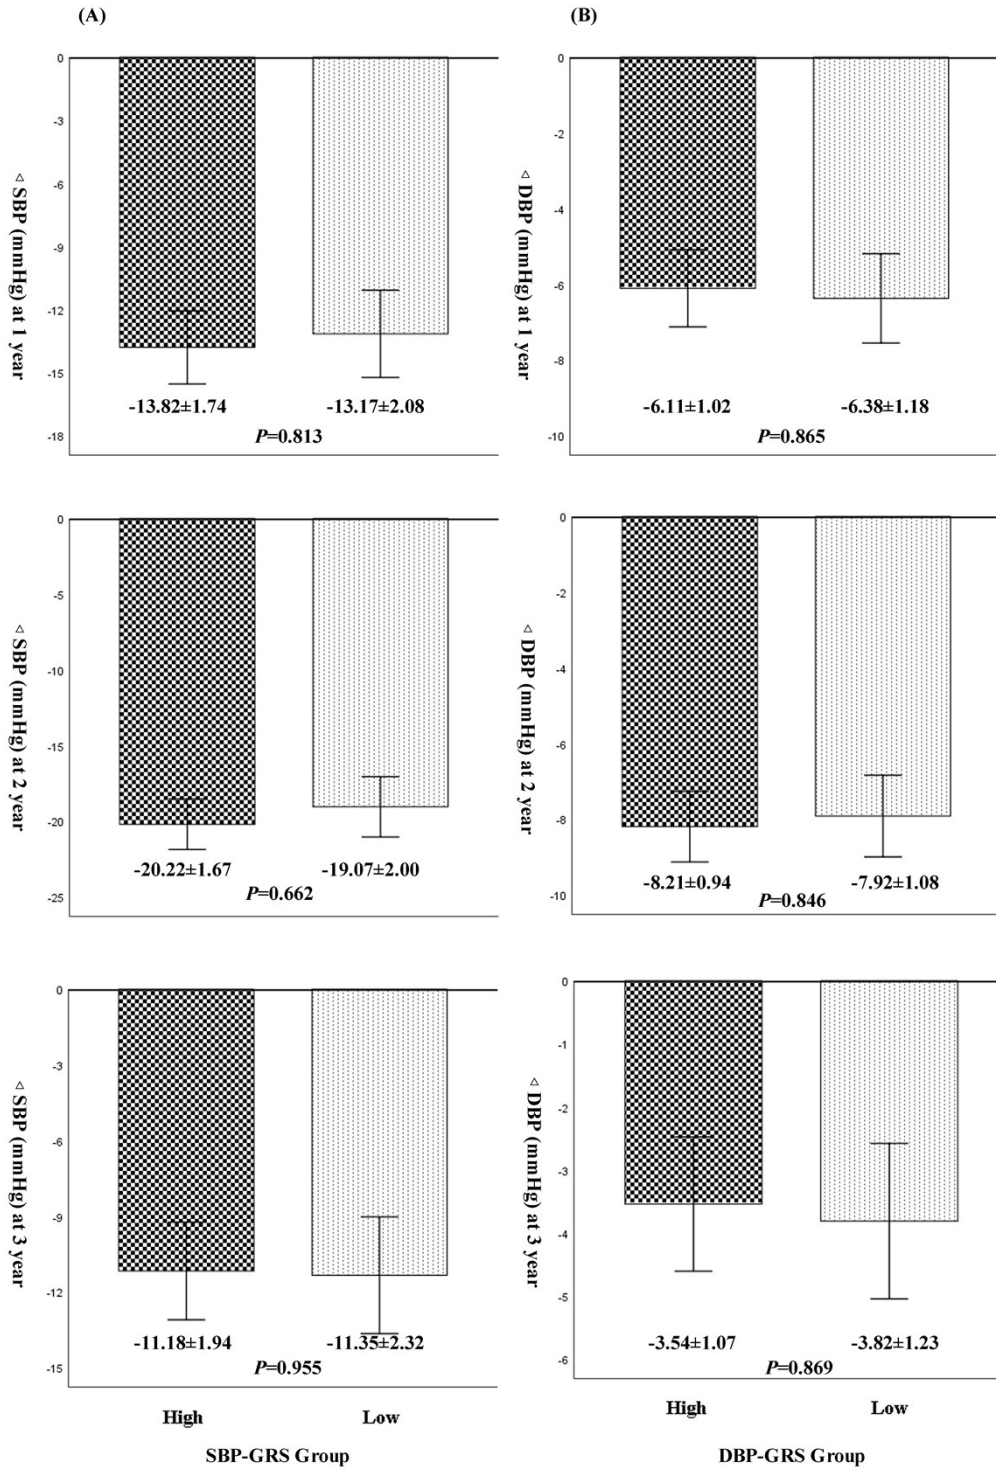 (A)
(B)
0
-3
-6
-9
-12
-15
-18
◁ SBP (mmHg) at 1 year
-13.82±1.74
-13.17±2.08
P=0.813
0
-2
-4
-6
-8
-10
◁ DBP (mmHg) at 1 year
-6.11±1.02
-6.38±1.18
P=0.865
0
-5
-10
-15
-20
-25
◁ SBP (mmHg) at 2 year
-20.22±1.67
-19.07±2.00
P=0.662
0
-2
-4
-6
-8
-10
◁ DBP (mmHg) at 2 year
-8.21±0.94
-7.92±1.08
P=0.846
0
-3
-6
-9
-12
-15
◁ SBP (mmHg) at 3 year
-11.18±1.94
-11.35±2.32
P=0.955
High
Low
SBP-GRS Group
0
-1
-2
-3
-4
-5
-6
◁ DBP (mmHg) at 3 year
-3.54±1.07
-3.82±1.23
P=0.869
High
Low
DBP-GRS Group